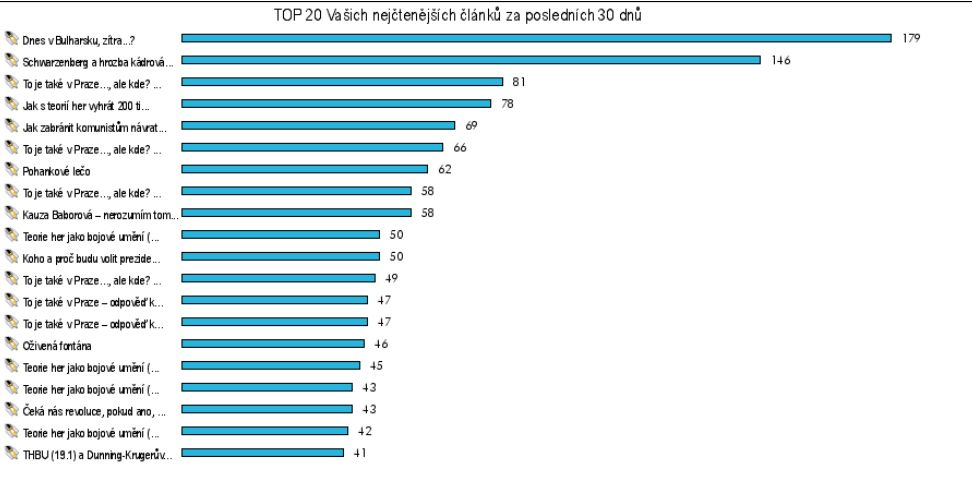 TOP 20 Vašich nejčtenějších článků za posledních 30 dnů
Dnes v Bulharsku, zítra...? 179
Schwarzenberg a hrozba kádrová... 146
To je také v Praze..., ale kde? ... 81
Jak s teorií her vyhrát 200 ti... 78
Jak zabránit komunistům návrat... 69
To je také v Praze..., ale kde? ... 66
Pohankové lečo 62
To je také v Praze..., ale kde? ... 58
Kauza Baborová – nerozumím tom... 58
Teorie her jako bojové umění (... 50
Koho a proč budu volit prezide... 50
To je také v Praze..., ale kde? ... 49
To je také v Praze – odpověď k... 47
To je také v Praze – odpověď k... 47
Oživená fontána 46
Teorie her jako bojové umění (... 45
Teorie her jako bojové umění (... 43
Čeká nás revoluce, pokud ano, ... 43
Teorie her jako bojové umění (... 42
THBU (19.1) a Dunning-Krugerův... 41